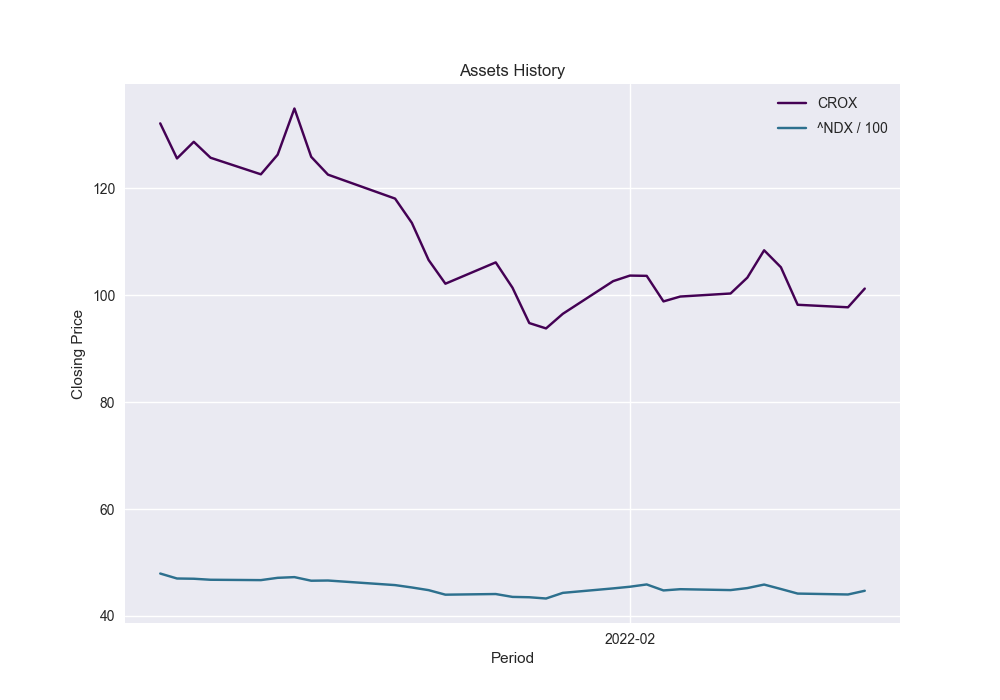 Assets History
CROX
^NDX / 100
120
100
80
60
40
Closing Price
2022-02
Period